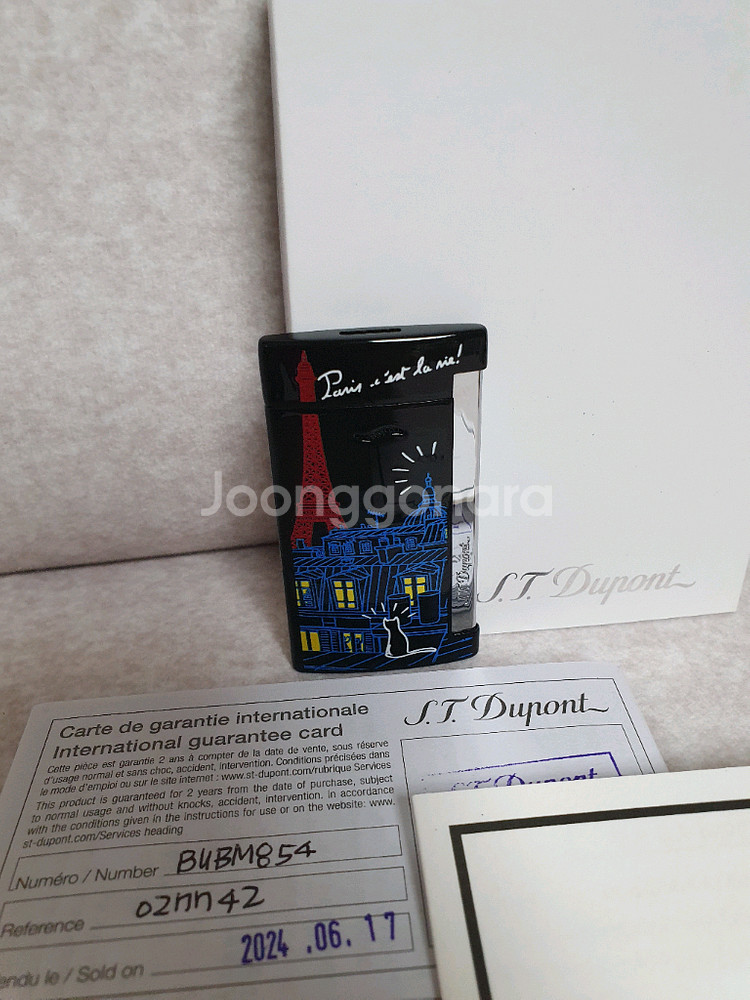 Paris c'est la vie!
Joonggonara
S.T. Dupont
S.T. Dupont
Carte de garantie internationale
International guarantee card
Cette pièce est garantie 2 ans à compter de la date de vente, sous réserve
d'usage normal et sans choc, accident, intervention. Conditions précisées dans
le mode d'emploi ou sur le site internet : www.st-dupont.com/rubrique Services
This product is guaranteed for 2 years from the date of purchase, subject
to normal usage and without knocks, accident, intervention. In accordance
with the conditions given in the instructions for use or on the website: www.
st-dupont.com/Services heading
S.T. Dupont
S.T. Dupont
Numéro / Number B4BM854
Reference 027742
endu le / Sold on 2024.06.17